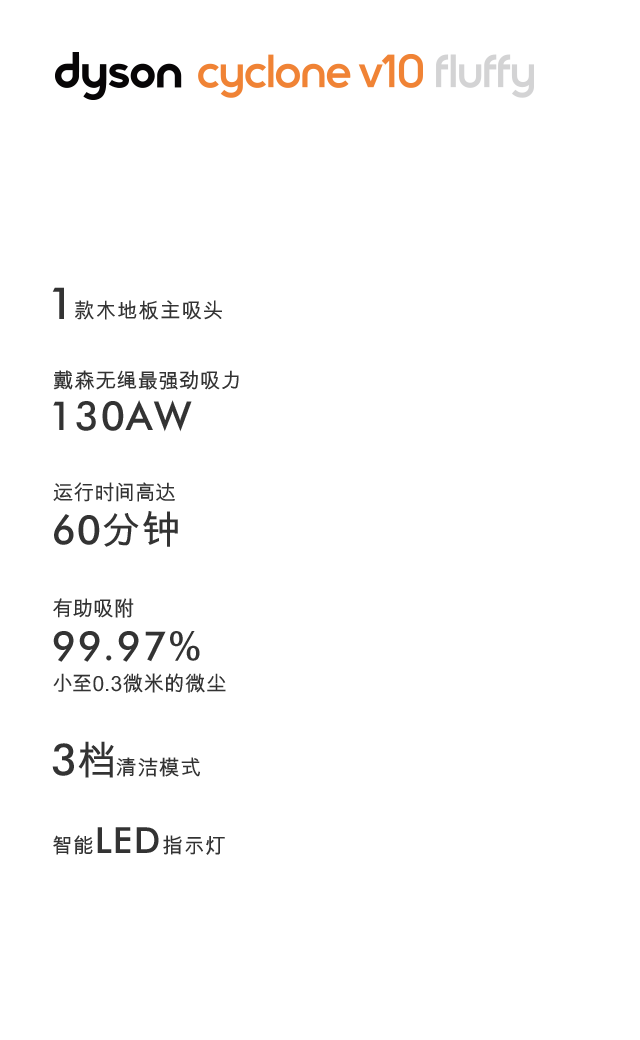 dyson cyclone v10 fluffy
1款木地板主吸头
戴森无绳最强劲吸力
130AW
运行时间高达
60分钟
有助吸附
99.97%
小至0.3微米的微尘
3档清洁模式
智能LED指示灯